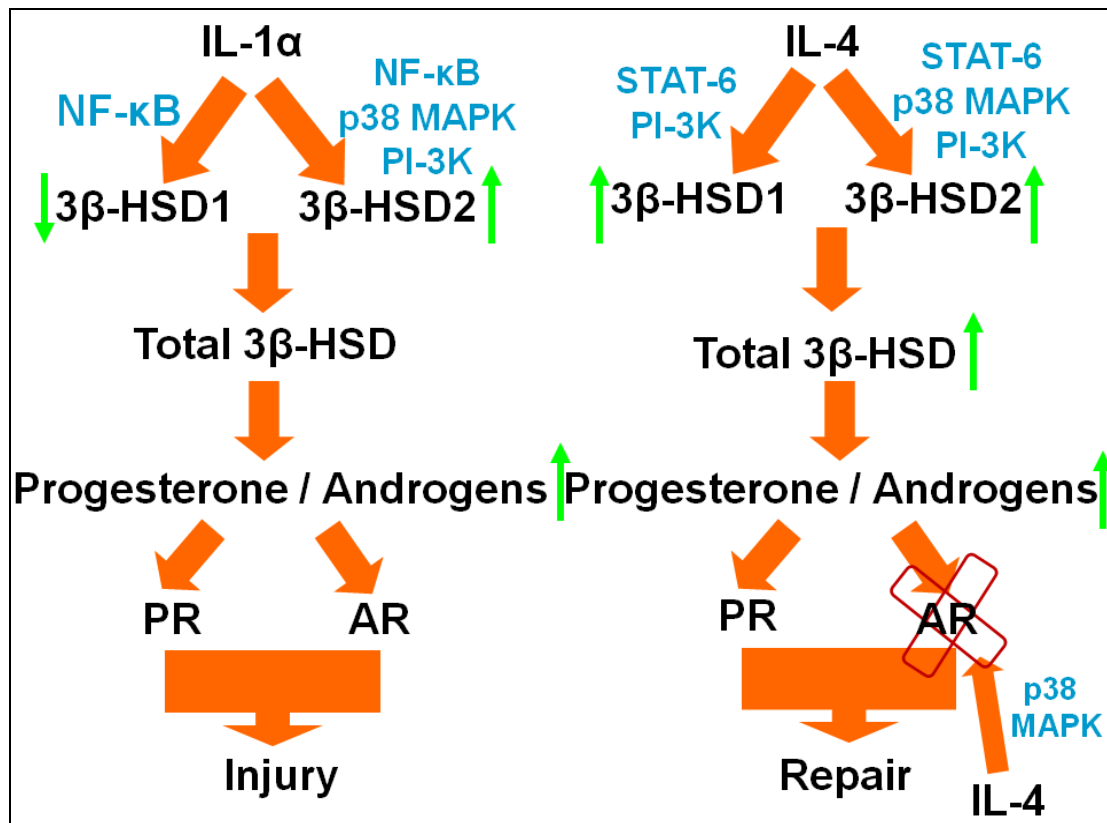 IL-1α
NF-κB
NF-κB
p38 MAPK
PI-3K
3β-HSD1
3β-HSD2
Total 3β-HSD
Progesterone / Androgens
PR
AR
Injury
IL-4
STAT-6
PI-3K
STAT-6
p38 MAPK
PI-3K
3β-HSD1
3β-HSD2
Total 3β-HSD
Progesterone / Androgens
PR
AR
p38
MAPK
Repair
IL-4